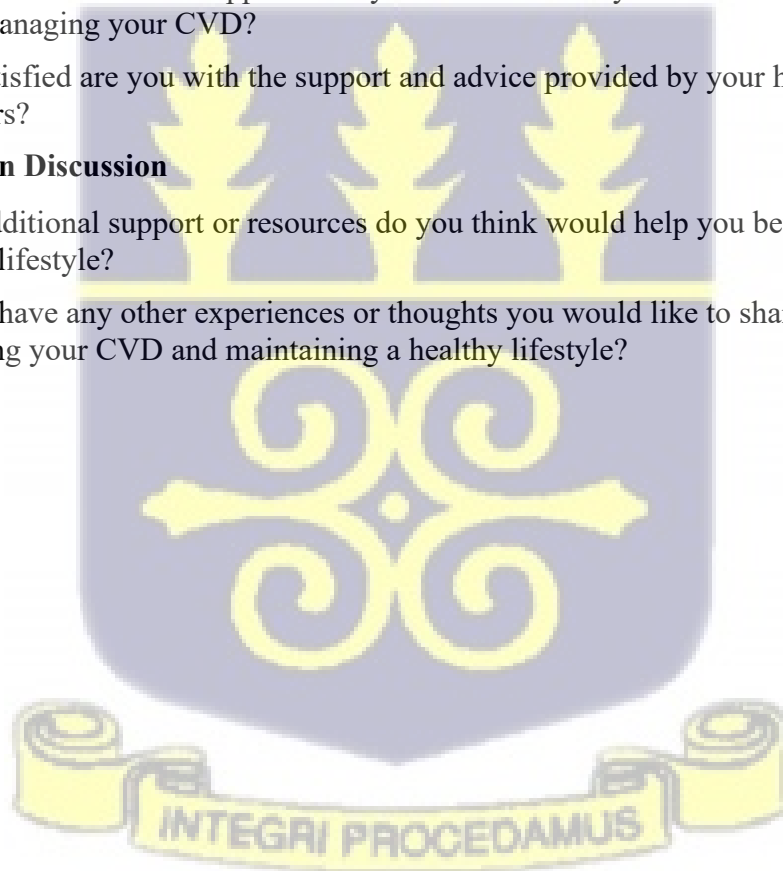 anaging your CVD?
isfied are you with the support and advice provided by your h
rs?
n Discussion
ditional support or resources do you think would help you be
lifestyle?
have any other experiences or thoughts you would like to sha
ng your CVD and maintaining a healthy lifestyle?
INTEGRI PROCEDAMUS